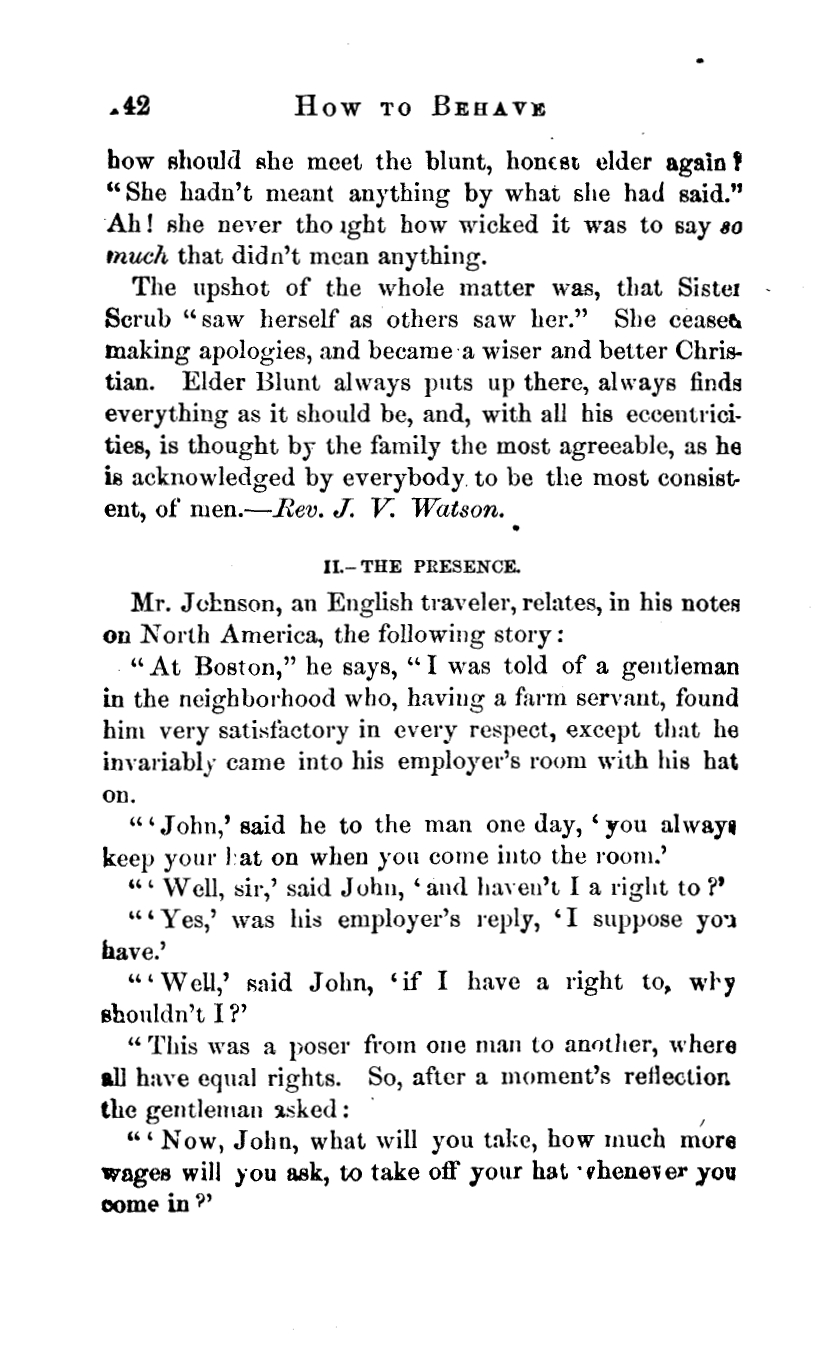 42 How to Behave
how should she meet the blunt, honest elder again?
"She hadn't meant anything by what she had said."
Ah! she never thought how wicked it was to say so
much that didn't mean anything.
The upshot of the whole matter was, that Sister
Scrub "saw herself as others saw her." She ceased
making apologies, and became a wiser and better Chris-
tian. Elder Blunt always puts up there, always finds
everything as it should be, and, with all his eccentrici-
ties, is thought by the family the most agreeable, as he
is acknowledged by everybody to be the most consist-
ent, of men.—Rev. J. V. Watson.
II.—THE PRESENCE.
Mr. Johnson, an English traveler, relates, in his notes
on North America, the following story:
"At Boston," he says, "I was told of a gentleman
in the neighborhood who, having a farm servant, found
him very satisfactory in every respect, except that he
invariably came into his employer's room with his hat
on.
"'John,' said he to the man one day, 'you always
keep your hat on when you come into the room.'
"'Well, sir,' said John, 'and haven't I a right to?'
"'Yes,' was his employer's reply, 'I suppose you
have.'
"'Well,' said John, 'if I have a right to, why
shouldn't I?'
"This was a poser from one man to another, where
all have equal rights. So, after a moment's reflection
the gentleman asked:
"'Now, John, what will you take, how much more
wages will you ask, to take off your hat whenever you
come in?'